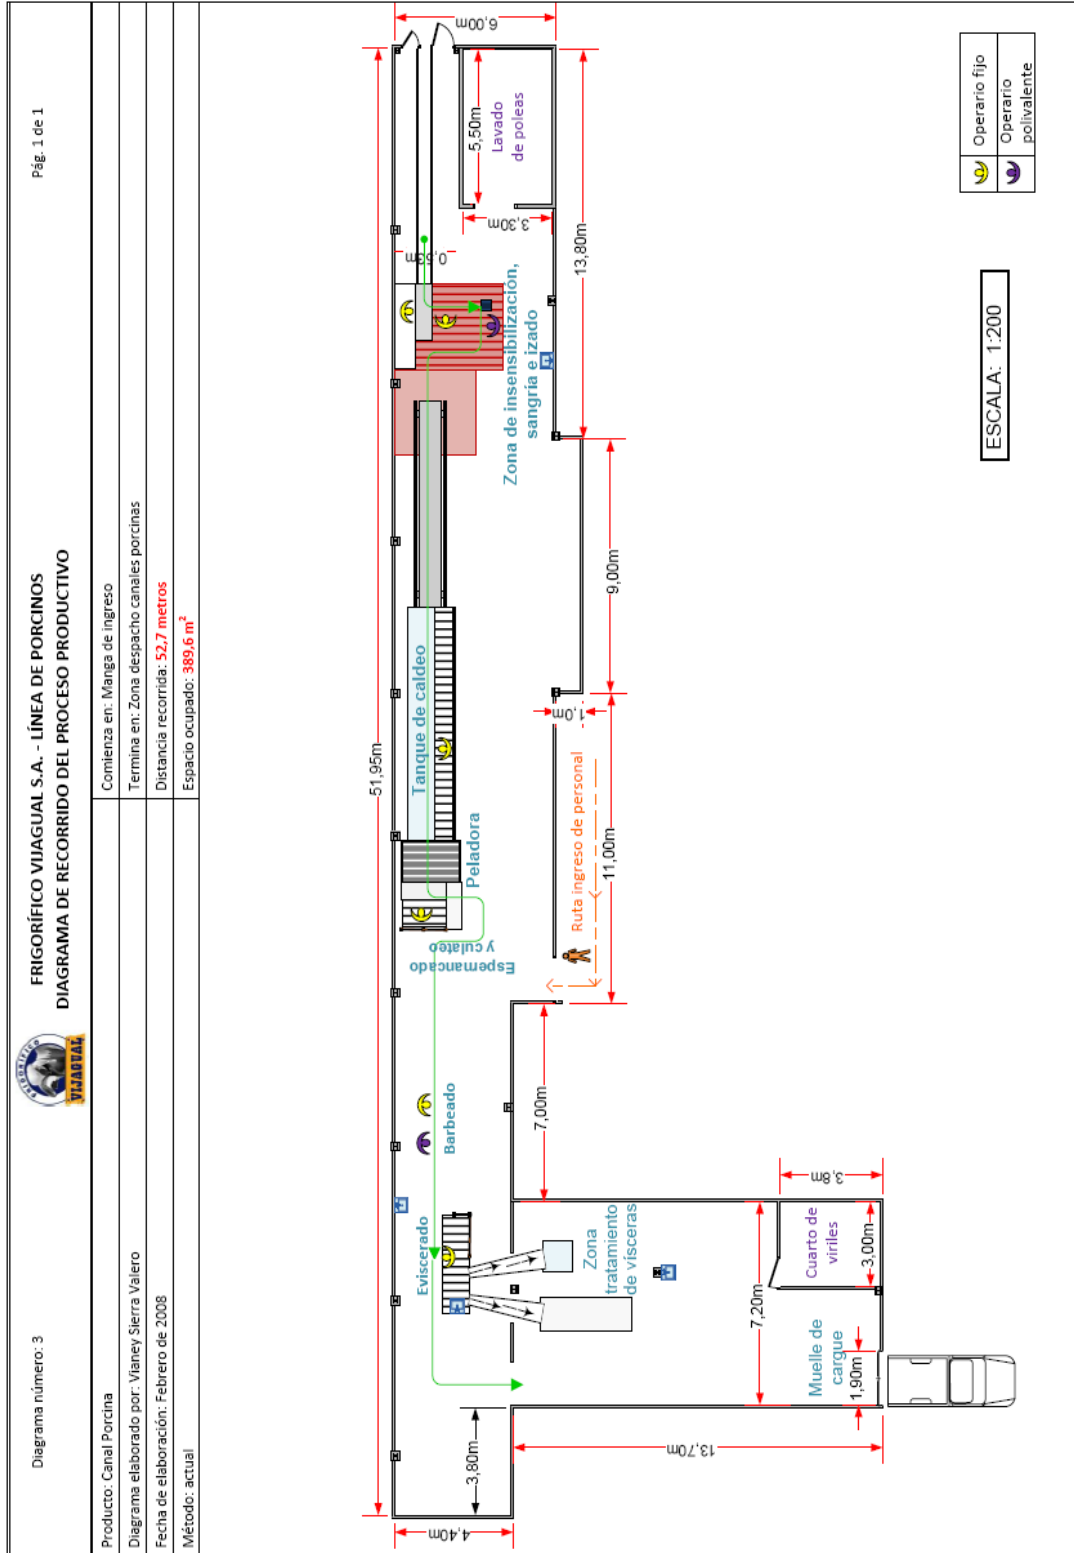 Diagrama número: 3
FRIGORÍFICO VIJAGUAL S.A. - LÍNEA DE PORCINOS
DIAGRAMA DE RECORRIDO DEL PROCESO PRODUCTIVO
Pág. 1 de 1
FRIGORÍFICO
VIJAGUAL
Producto: Canal Porcina
Comienza en: Manga de ingreso
Diagrama elaborado por: Vianey Sierra Valero
Termina en: Zona despacho canales porcinas
Fecha de elaboración: Febrero de 2008
Distancia recorrida: 52,7 metros
Método: actual
Espacio ocupado: 389,6 m²
51,95m
6,00m
4,40m
3,80m
13,70m
Eviscerado
Barbeado
Espernancado
y culateo
Peladora
Tanque de caldeo
Zona de insensibilización,
sangría e izado
0,63m
5,50m
Lavado
de poleas
3,30m
13,80m
9,00m
1,0m
11,00m
Ruta ingreso de personal
7,00m
Zona
tratamiento
de vísceras
7,20m
3,8m
Cuarto de
viriles
3,00m
Muelle de
cargue
1,90m
ESCALA: 1:200
Operario fijo
Operario
polivalente